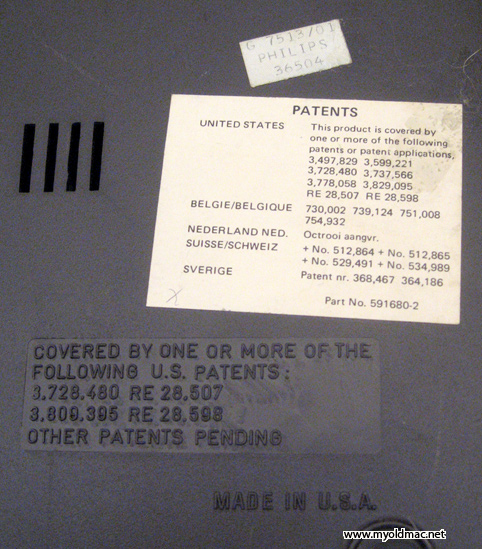 G 7513/01
PHILIPS
36504
PATENTS
UNITED STATES This product is covered by
one or more of the following
patents or patent applications,
3,497,829 3,599,221
3,728,480 3,737,566
3,778,058 3,829,095
RE 28,507 RE 28,598
BELGIE/BELGIQUE 730,002 739,124 751,008
754,932
NEDERLAND NED. Octrooi aangvr.
SUISSE/SCHWEIZ + No. 512,864 + No. 512,865
+ No. 529,491 + No. 534,989
SVERIGE Patent nr. 368,467 364,186
Part No. 591680-2
X
COVERED BY ONE OR MORE OF THE
FOLLOWING U.S. PATENTS:
3.728.480 RE 28,507
3.809.395 RE 28,598
OTHER PATENTS PENDING
MADE IN U.S.A.
www.myoldmac.net